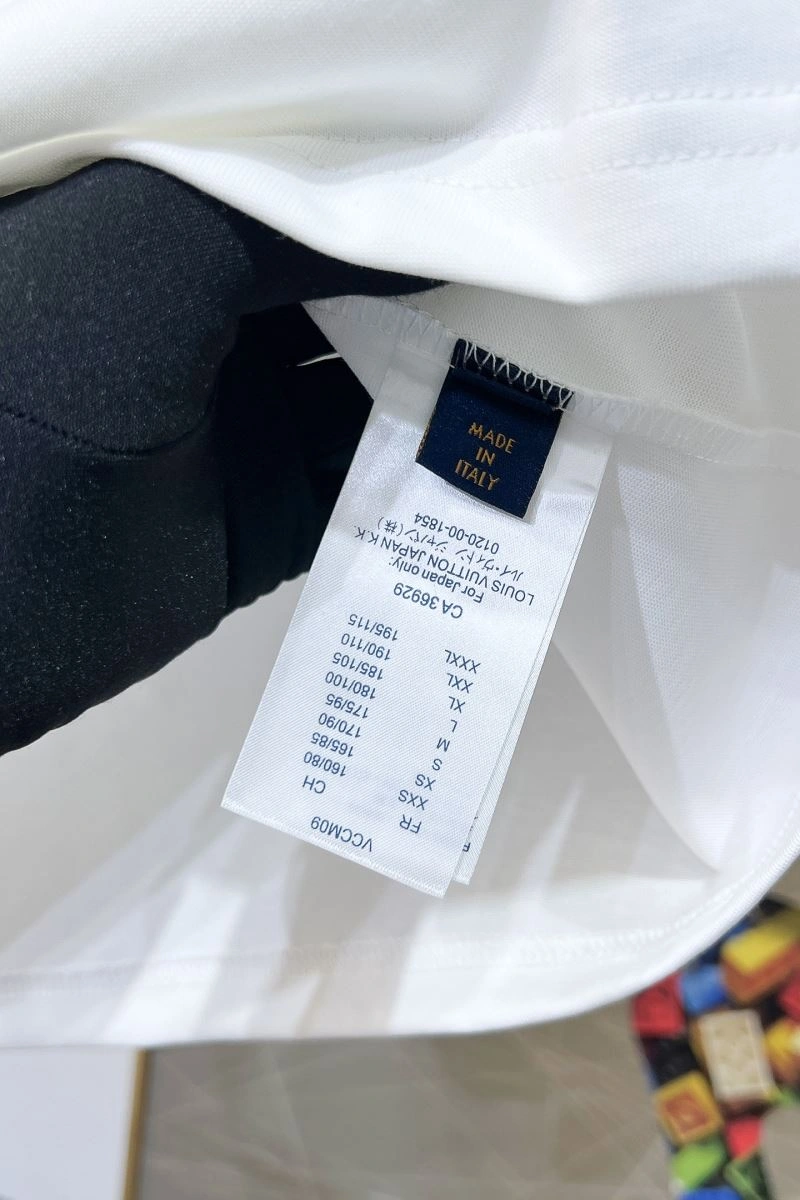 MADE
IN
ITALY
VCCM09
FR CH
XXS 160/80
XS 165/85
S 170/90
M 175/95
L 180/100
XL 185/105
XXL 190/110
XXXL 195/115
CA 36929
For Japan only:
LOUIS VUITTON JAPAN K.K.
ルイ・ヴィトン ジャパン(株)
0120-00-1854